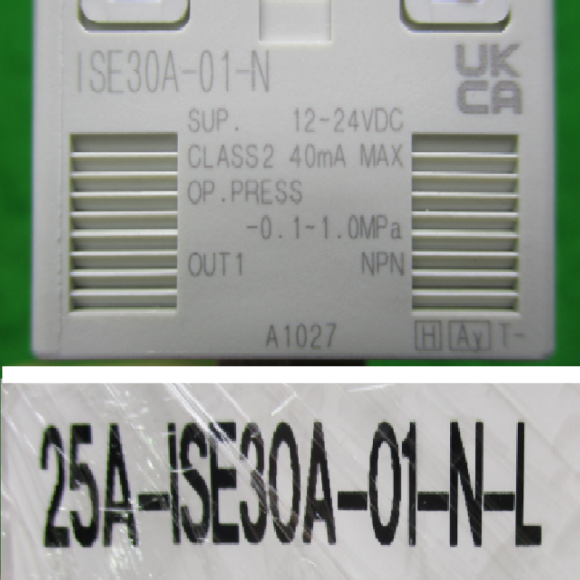 ISE30A-01-N
UK
CA
SUP. 12-24VDC
CLASS2 40mA MAX
OP.PRESS
-0.1~1.0MPa
OUT1 NPN
A1027 H Ay T-
25A-ISE30A-01-N-L